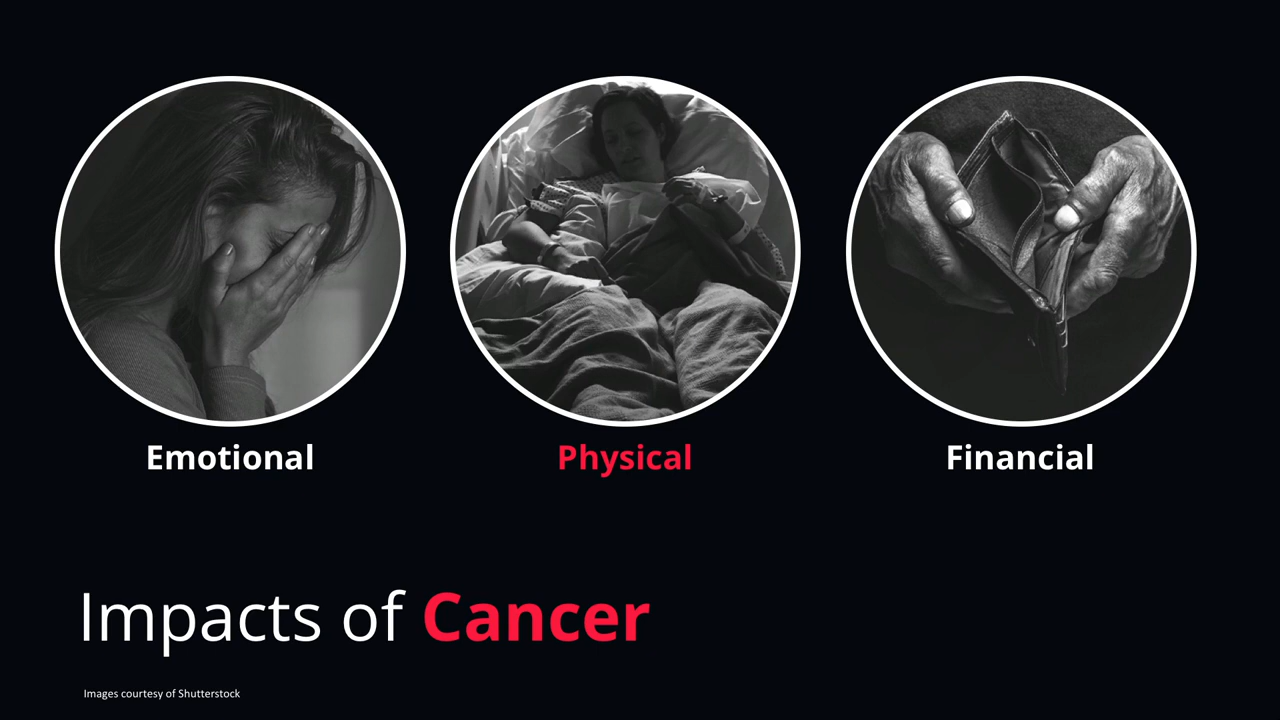 Emotional
Physical
Financial
Impacts of Cancer
Images courtesy of Shutterstock